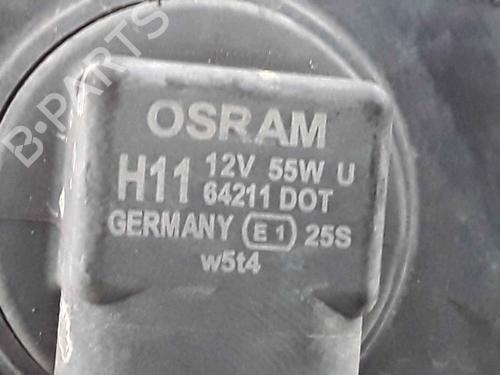 B-PARTS
OSRAM
H11 12V 55W U
64211 DOT
GERMANY E1 25S
w5t4